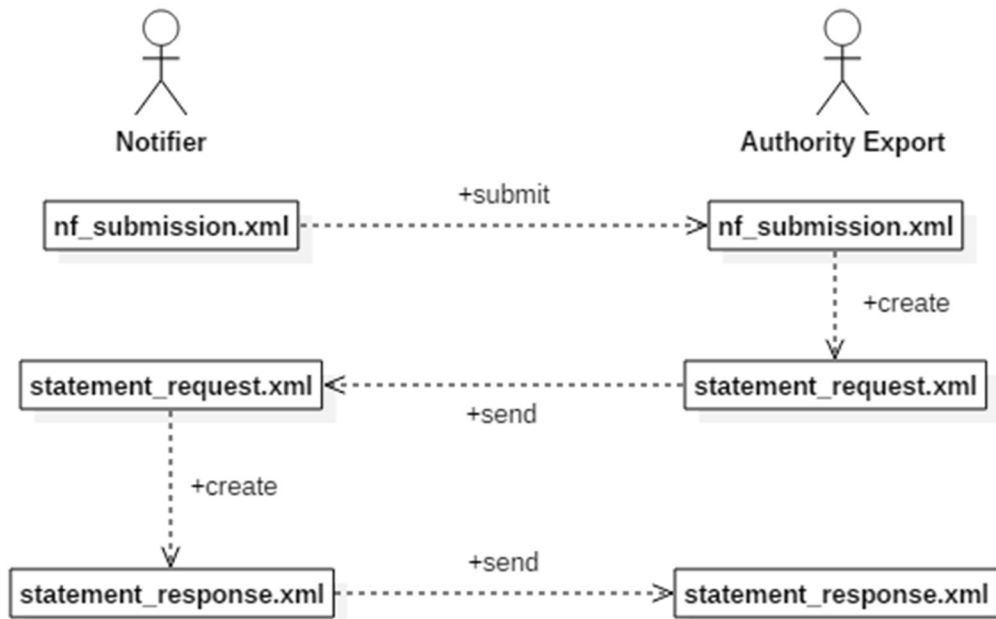 Notifier
Authority Export
+submit
nf_submission.xml
nf_submission.xml
+create
statement_request.xml
statement_request.xml
+send
+create
+send
statement_response.xml
statement_response.xml